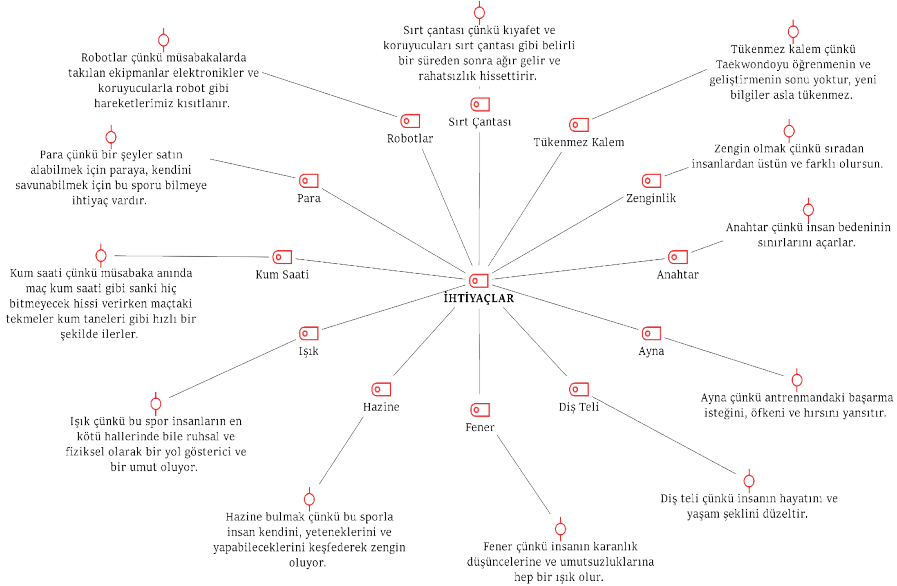 Sırt çantası çünkü kıyafet ve
koruyucuları sırt çantası gibi belirli
bir süreden sonra ağır gelir ve
rahatsızlık hissettirir.
Sırt Çantası
Robotlar çünkü müsabakalarda
takılan ekipmanlar elektronikler ve
koruyucularla robot gibi
hareketlerimiz kısıtlanır.
Robotlar
Tükenmez kalem çünkü
Taekwondoyu öğrenmenin ve
geliştirmenin sonu yoktur, yeni
bilgiler asla tükenmez.
Tükenmez Kalem
Para çünkü bir şeyler satın
alabilmek için paraya, kendini
savunabilmek için bu sporu bilmeye
ihtiyaç vardır.
Para
Zengin olmak çünkü sıradan
insanlardan üstün ve farklı olursun.
Zenginlik
Kum saati çünkü müsabaka anında
maç kum saati gibi sanki hiç
bitmeyecek hissi verirken maçtaki
tekmeler kum taneleri gibi hızlı bir
şekilde ilerler.
Kum Saati
Anahtar çünkü insan bedeninin
sınırlarını açarlar.
Anahtar
İHTİYAÇLAR
Işık
Işık çünkü bu spor insanların en
kötü hallerinde bile ruhsal ve
fiziksel olarak bir yol gösterici ve
bir umut oluyor.
Ayna
Ayna çünkü antrenmandaki başarma
isteğini, öfkeni ve hırsını yansıtır.
Hazine
Hazine bulmak çünkü bu sporla
insan kendini, yeteneklerini ve
yapabileceklerini keşfederek zengin
oluyor.
Fener
Fener çünkü insanın karanlık
düşüncelerine ve umutsuzluklarına
hep bir ışık olur.
Diş Teli
Diş teli çünkü insanın hayatını ve
yaşam şeklini düzeltir.